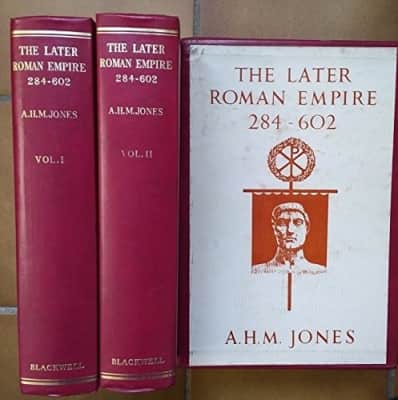 THE LATER
ROMAN EMPIRE
284-602
A.H.M.JONES
VOL.I
BLACKWELL
THE LATER
ROMAN EMPIRE
284-602
A.H.M.JONES
VOL.II
BLACKWELL
THE LATER
ROMAN EMPIRE
284-602
A.H.M. JONES